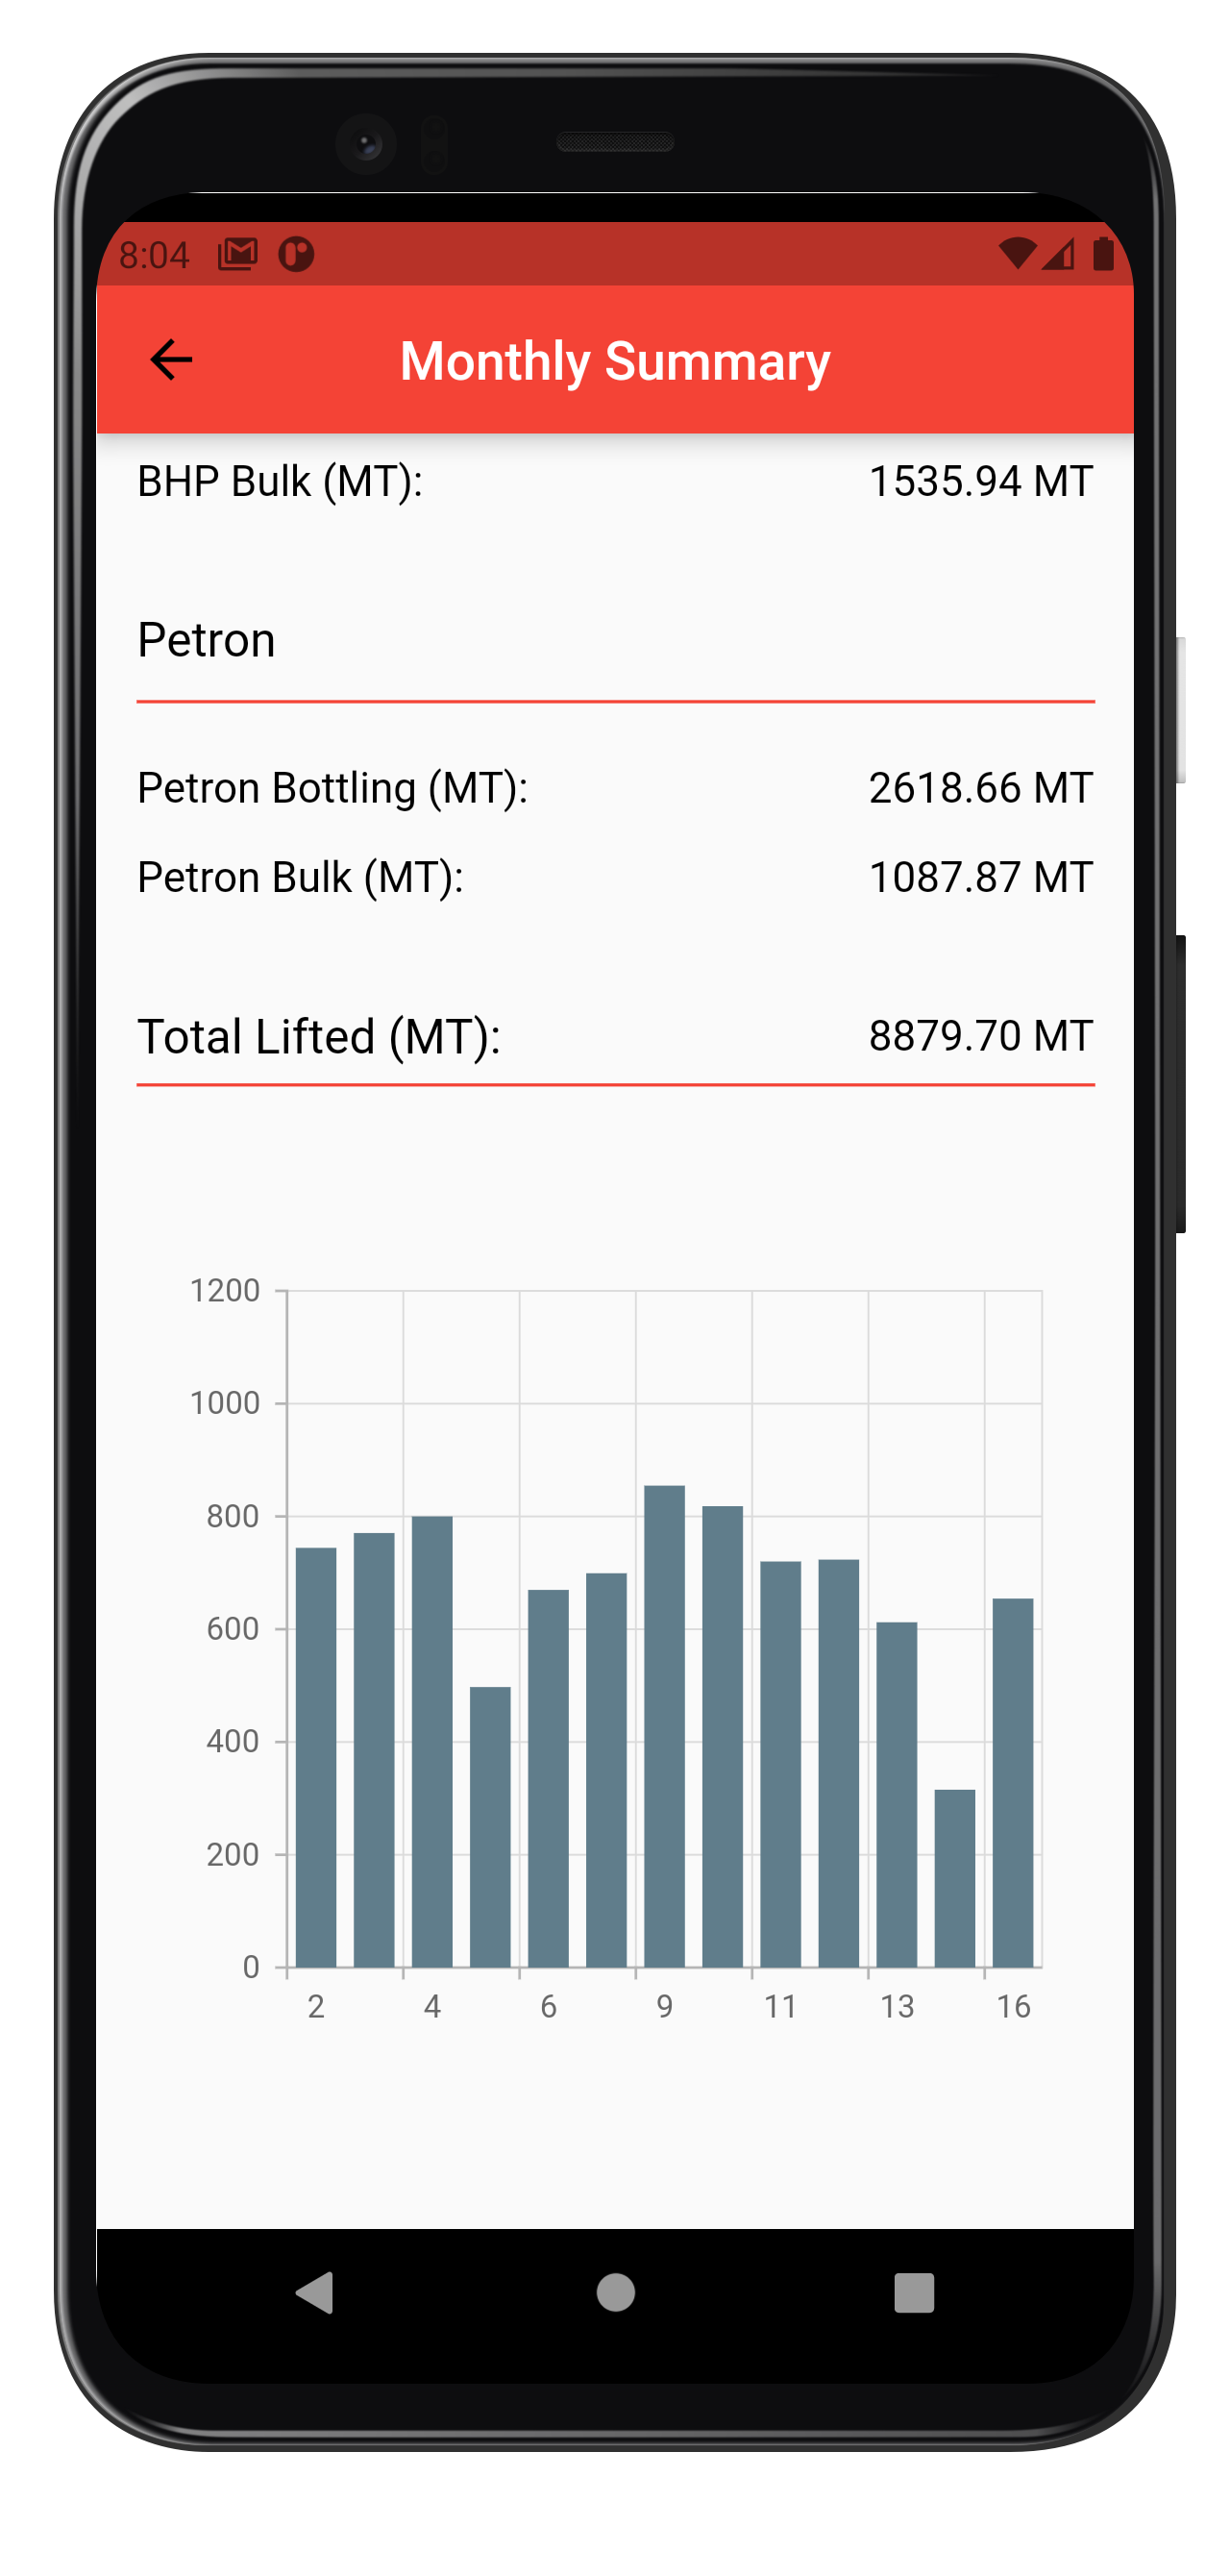 8:04
Monthly Summary
BHP Bulk (MT): 1535.94 MT
Petron
Petron Bottling (MT): 2618.66 MT
Petron Bulk (MT): 1087.87 MT
Total Lifted (MT): 8879.70 MT
1200
1000
800
600
400
200
0
2 4 6 9 11 13 16